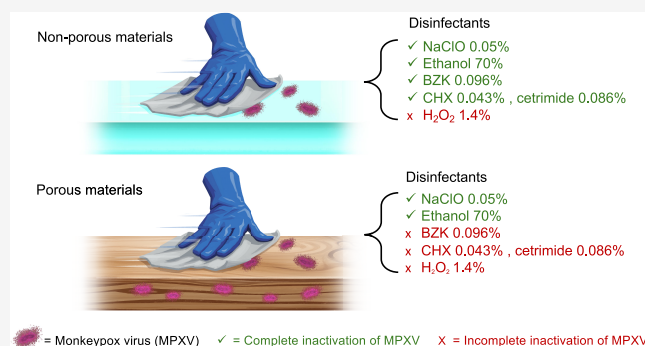 Non-porous materials
Disinfectants
✓ NaClO 0.05%
✓ Ethanol 70%
✓ BZK 0.096%
✓ CHX 0.043% , cetrimide 0.086%
x H₂O₂ 1.4%
Porous materials
Disinfectants
✓ NaClO 0.05%
✓ Ethanol 70%
x BZK 0.096%
x CHX 0.043% , cetrimide 0.086%
x H₂O₂ 1.4%
= Monkeypox virus (MPXV) ✓ = Complete inactivation of MPXV X = Incomplete inactivation of MPXV